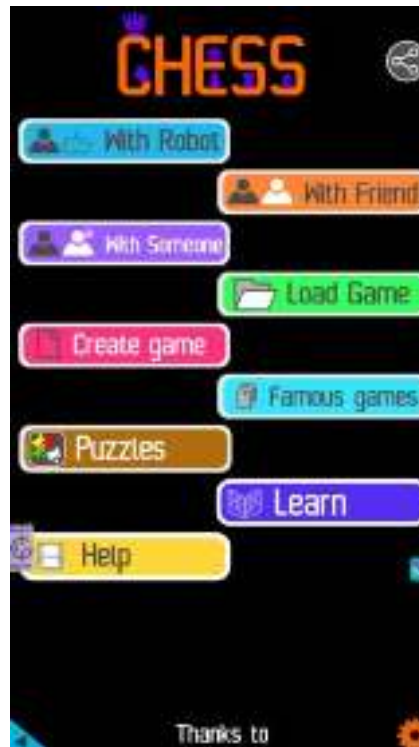 CHESS
With Robot
With Friend
With Someone
Load Game
Create game
Famous games
Puzzles
Learn
Help
Thanks to